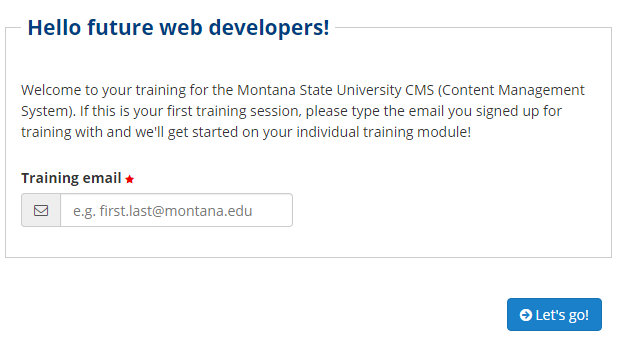 Hello future web developers!
Welcome to your training for the Montana State University CMS (Content Management
System). If this is your first training session, please type the email you signed up for
training with and we'll get started on your individual training module!
Training email
e.g. first.last@montana.edu
Let's go!